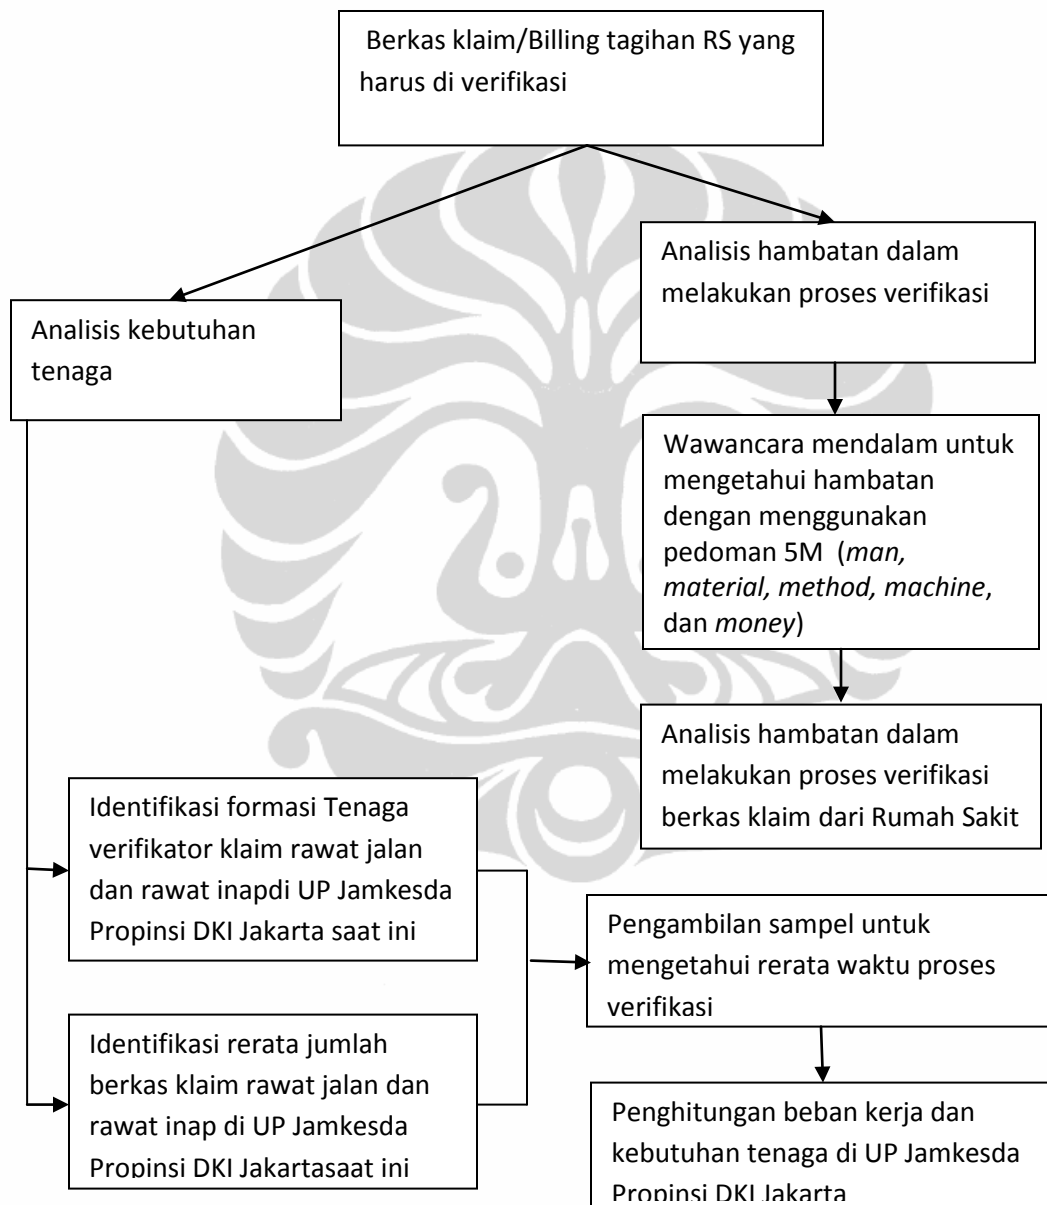 Berkas klaim/Billing tagihan RS yang
harus di verifikasi
Analisis hambatan dalam
melakukan proses verifikasi
Analisis kebutuhan
tenaga
Wawancara mendalam untuk
mengetahui hambatan
dengan menggunakan
pedoman 5M (man,
material, method, machine,
dan money)
Analisis hambatan dalam
melakukan proses verifikasi
berkas klaim dari Rumah Sakit
Identifikasi formasi Tenaga
verifikator klaim rawat jalan
dan rawat inapdi UP Jamkesda
Propinsi DKI Jakarta saat ini
Pengambilan sampel untuk
mengetahui rerata waktu proses
verifikasi
Identifikasi rerata jumlah
berkas klaim rawat jalan dan
rawat inap di UP Jamkesda
Propinsi DKI Jakartasaat ini
Penghitungan beban kerja dan
kebutuhan tenaga di UP Jamkesda
Propinsi DKI Jakarta